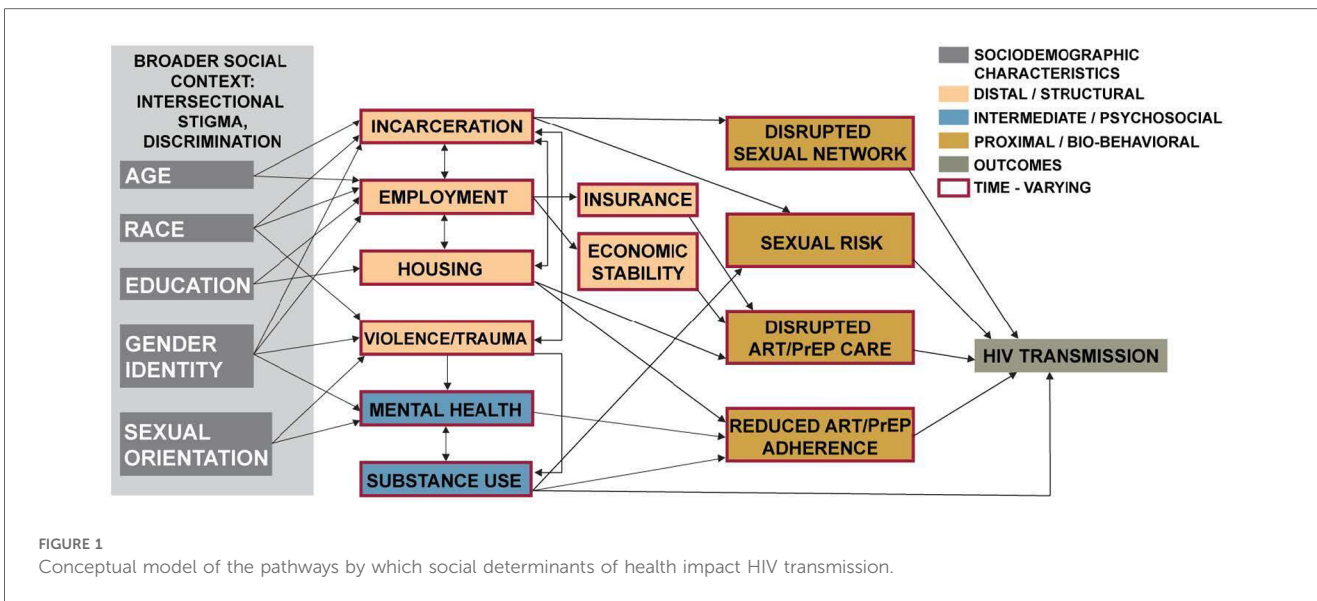 BROADER SOCIAL
CONTEXT:
INTERSECTIONAL
STIGMA,
DISCRIMINATION
AGE
RACE
EDUCATION
GENDER
IDENTITY
SEXUAL
ORIENTATION
INCARCERATION
EMPLOYMENT
HOUSING
VIOLENCE/TRAUMA
MENTAL HEALTH
SUBSTANCE USE
INSURANCE
ECONOMIC
STABILITY
DISRUPTED
SEXUAL NETWORK
SEXUAL RISK
DISRUPTED
ART/PrEP CARE
REDUCED ART/PrEP
ADHERENCE
HIV TRANSMISSION
SOCIODEMOGRAPHIC
CHARACTERISTICS
DISTAL / STRUCTURAL
INTERMEDIATE / PSYCHOSOCIAL
PROXIMAL / BIO-BEHAVIORAL
OUTCOMES
TIME - VARYING
FIGURE 1
Conceptual model of the pathways by which social determinants of health impact HIV transmission.